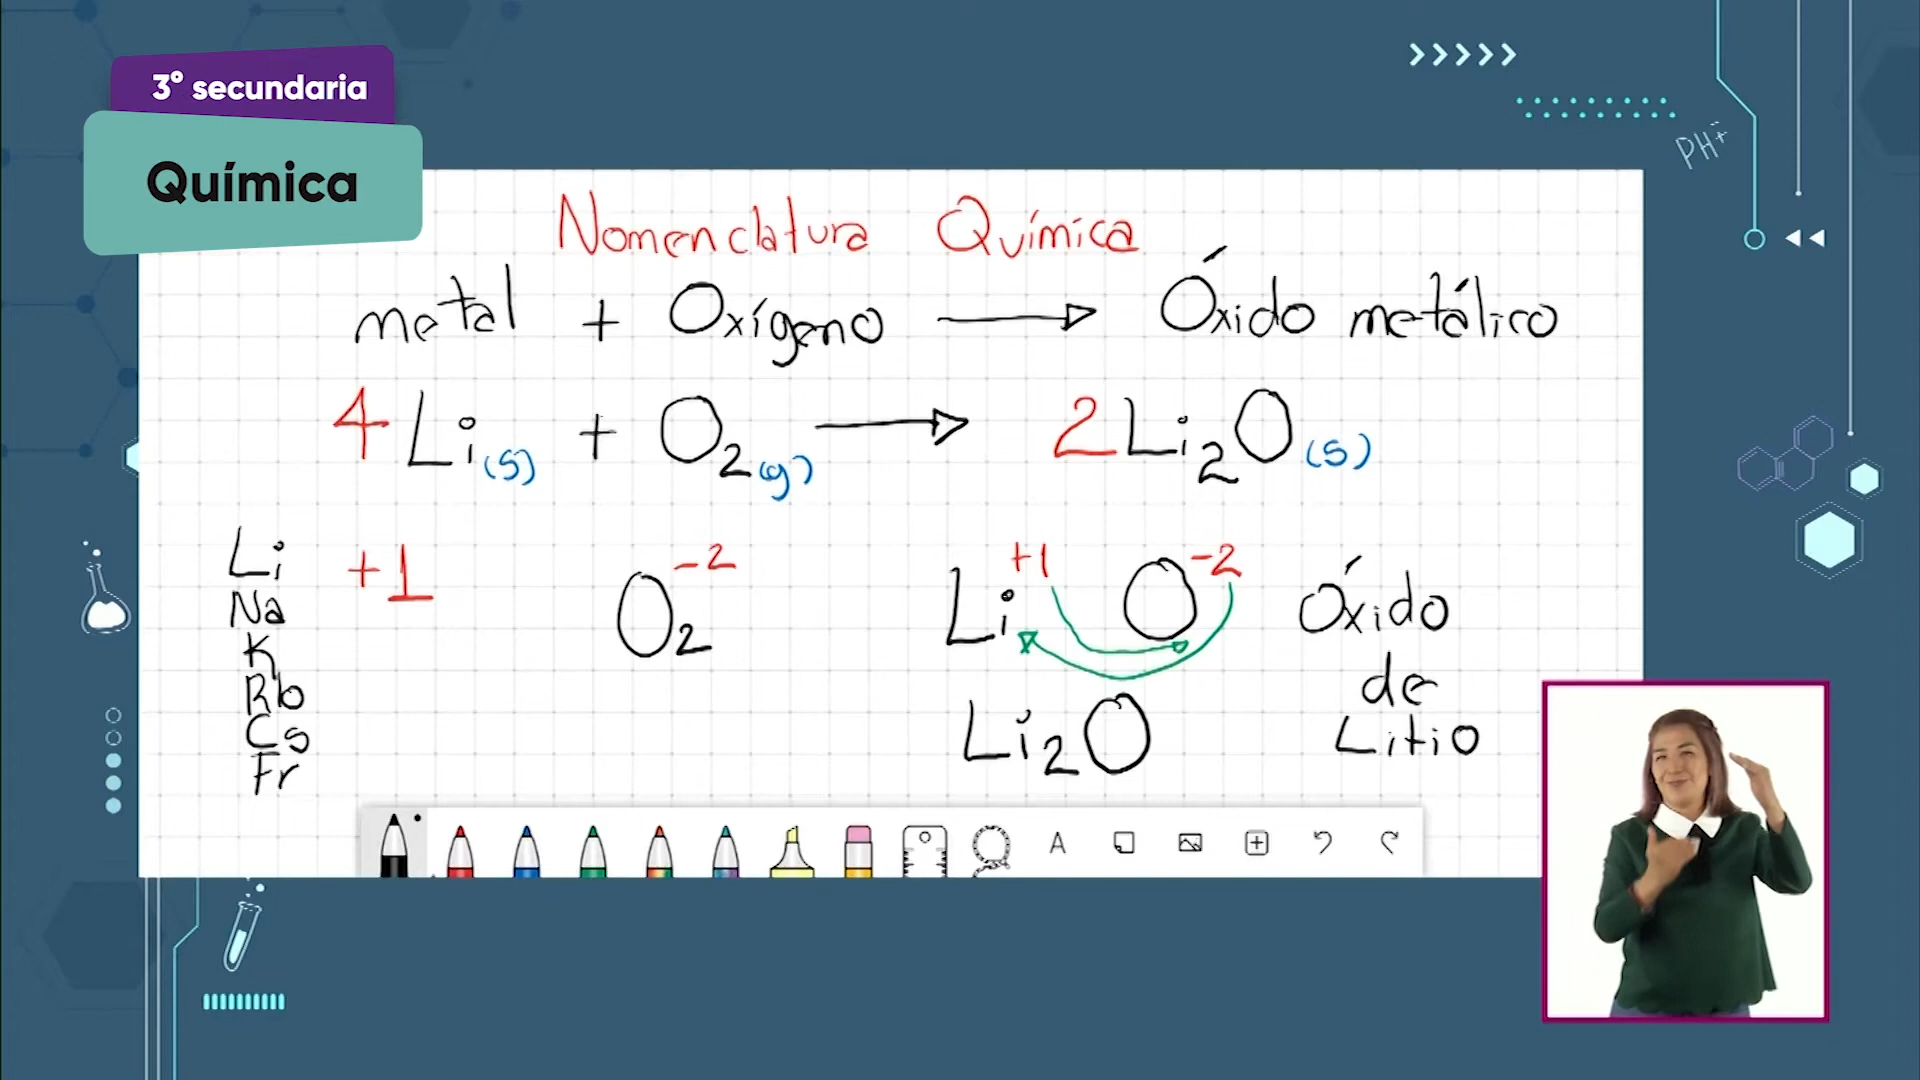 3° secundaria
Química
Nomenclatura Química
metal + Oxígeno → Óxido metálico
4Li(s) + O2(g) → 2Li2O(s)
Li +1
Na
K
Rb
Cs
Fr
O2 -2
Li +1 O -2
Li2O
Óxido
de
Litio
PH+
A